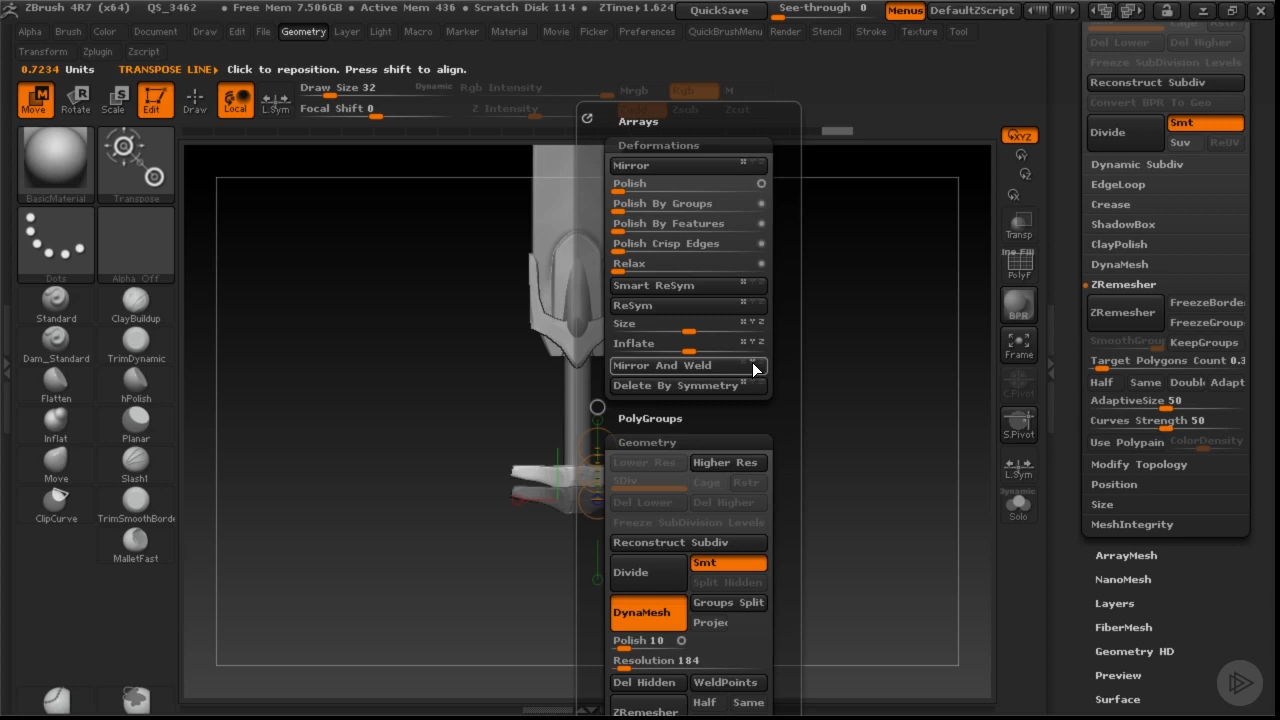 ZBrush 4R7 (x64) QS_3462 • Free Mem 7.506GB • Active Mem 436 • Scratch Disk 114 • ZTime▸1.624 QuickSave See-through 0 Menus DefaultZScript
Alpha Brush Color Document Draw Edit File Geometry Layer Light Macro Marker Material Movie Picker Preferences QuickBrushMenu Render Stencil Stroke Texture Tool
Transform Zplugin Zscript
0.7234 Units TRANSPOSE LINE▸ Click to reposition. Press shift to align.
Move Rotate Scale Edit Draw Local L.Sym
Draw Size 32 Dynamic Rgb Intensity Mrgb Rgb M
Focal Shift 0 Z Intensity Zsub Zcut
BasicMaterial Transpose
Dots Alpha Off
Standard ClayBuildup
Dam_Standard TrimDynamic
Flatten hPolish
Inflat Planar
Move Slash1
ClipCurve TrimSmoothBorde
MalletFast
Arrays
Deformations
Mirror
Polish
Polish By Groups
Polish By Features
Polish Crisp Edges
Relax
Smart ReSym
ReSym
Size
Inflate
Mirror And Weld
Delete By Symmetry
PolyGroups
Geometry
Lower Res Higher Res
SDiv Cage Rstr
Del Lower Del Higher
Freeze SubDivision Levels
Reconstruct Subdiv
Divide Smt
Split Hidden
DynaMesh Groups Split
Projec
Polish 10
Resolution 184
Del Hidden WeldPoints
ZRemesher Half Same
XYZ
Y
Z
X
Transp
Line Fill
PolyF
BPR
Frame
C.Pivot
S.Pivot
L.Sym
Dynamic
Solo
SDiv Cage Rstr
Del Lower Del Higher
Freeze SubDivision Levels
Reconstruct Subdiv
Convert BPR To Geo
Divide Smt
Suv ReUV
Dynamic Subdiv
EdgeLoop
Crease
ShadowBox
ClayPolish
DynaMesh
ZRemesher
ZRemesher FreezeBorde
FreezeGroup
SmoothGrou KeepGroups
Target Polygons Count 0.3
Half Same Doubl Adapt
AdaptiveSize 50
Curves Strength 50
Use Polypain ColorDensity
Modify Topology
Position
Size
MeshIntegrity
ArrayMesh
NanoMesh
Layers
FiberMesh
Geometry HD
Preview
Surface